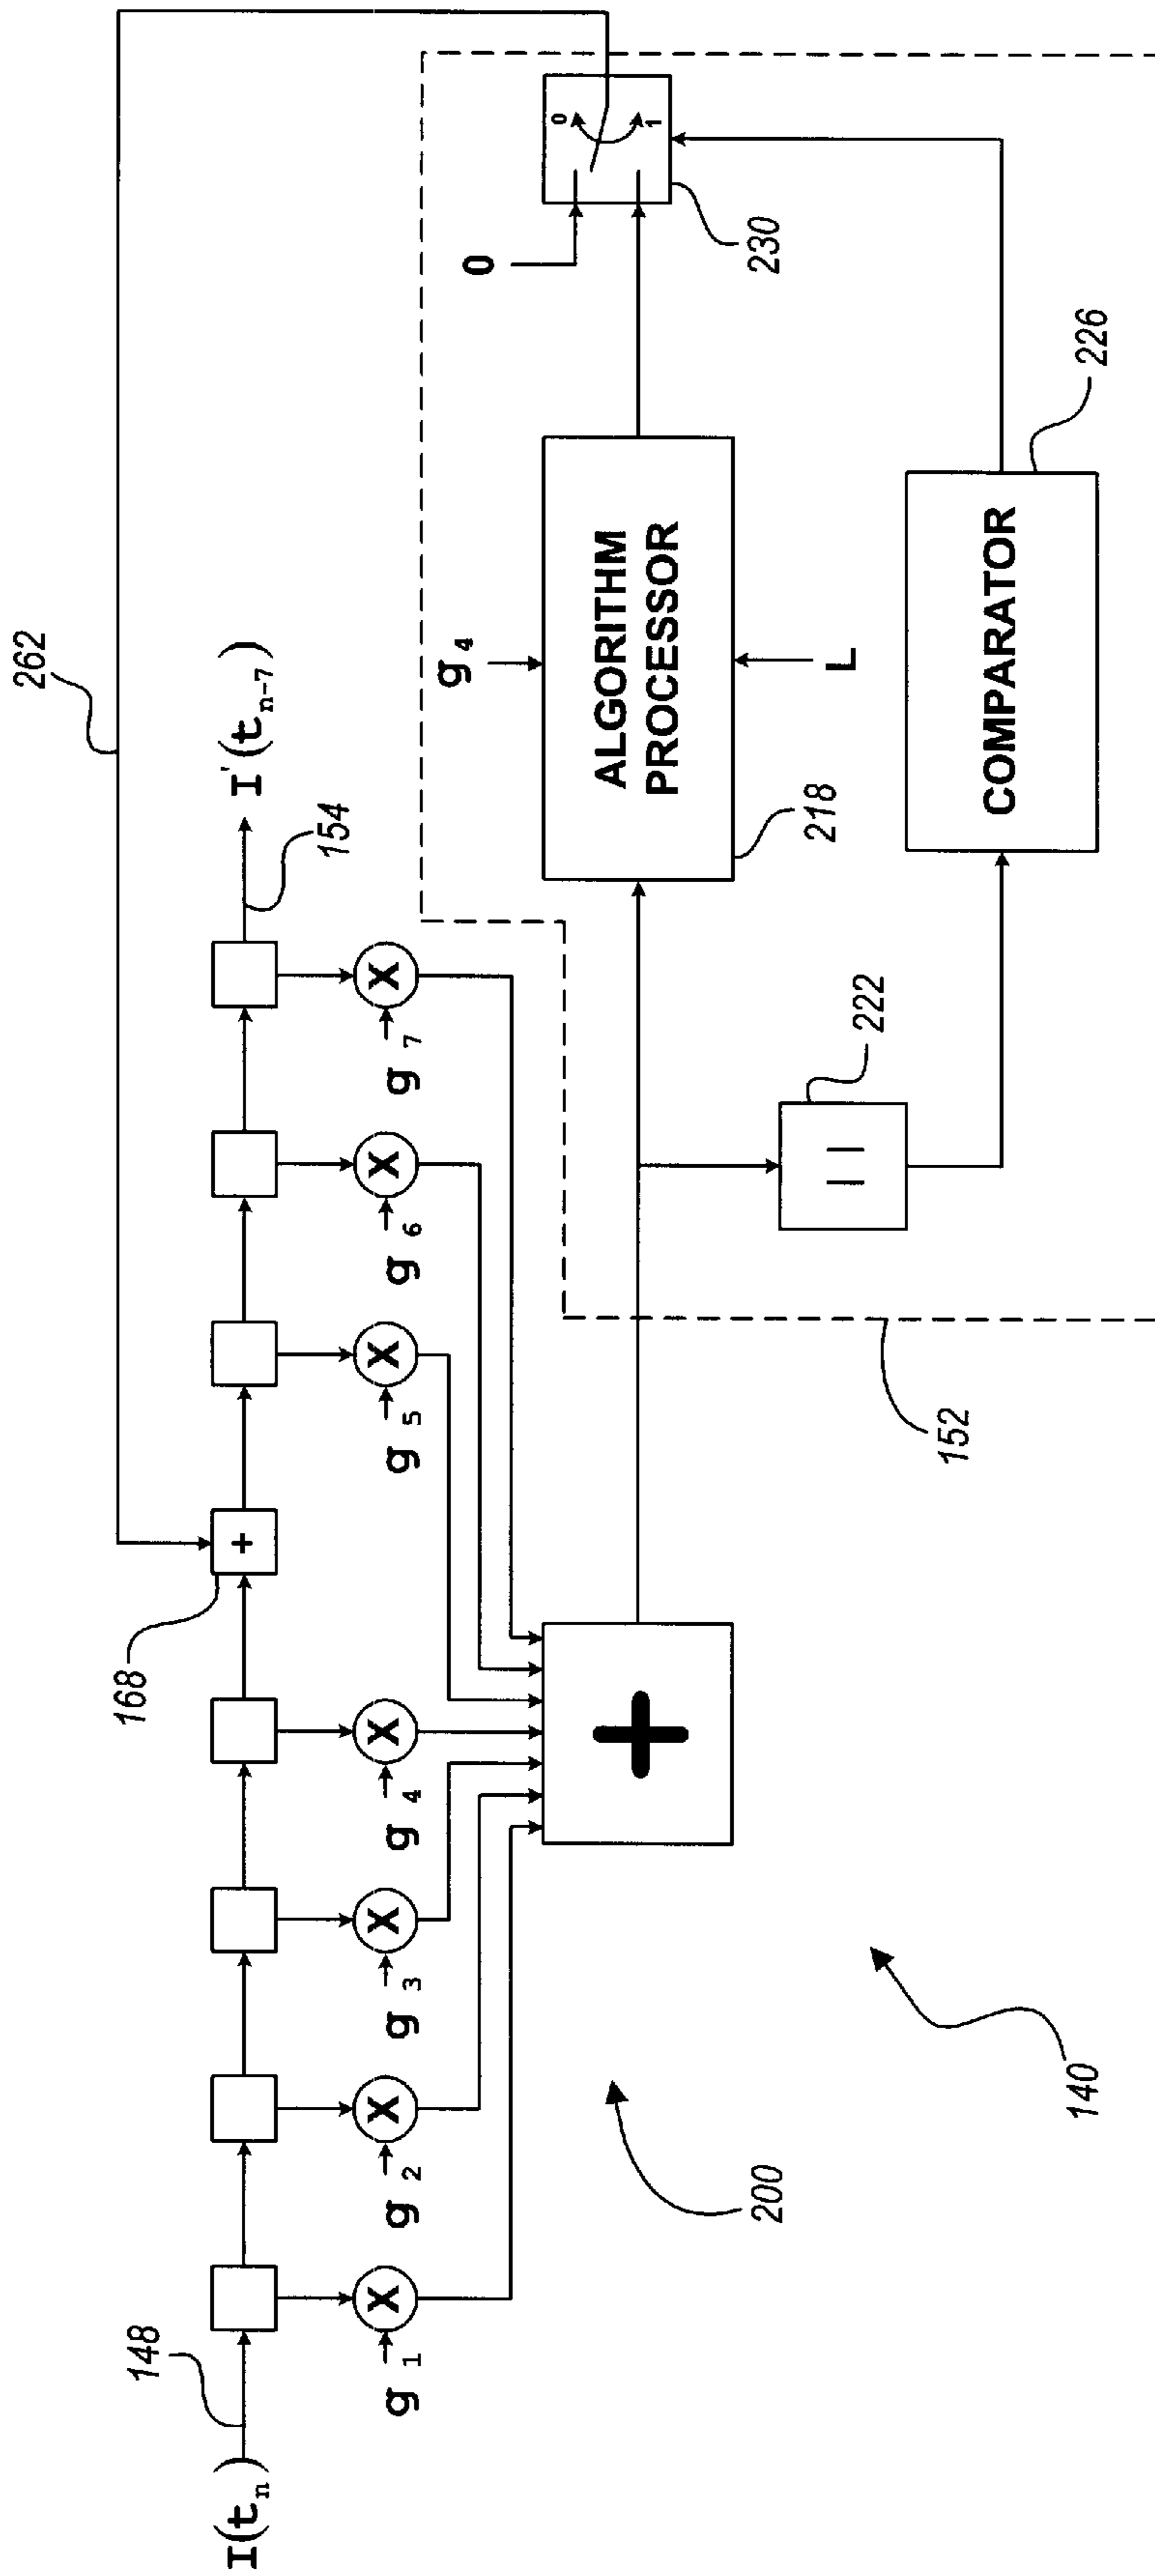 262
I(tₙ)
148
I'(tₙ₋₇)
154
168
+
X
X
X
X
X
X
X
g₁
g₂
g₃
g₄
g₅
g₆
g₇
+
200
140
152
| |
222
g₄
ALGORITHM
PROCESSOR
L
218
COMPARATOR
226
0
0
1
230